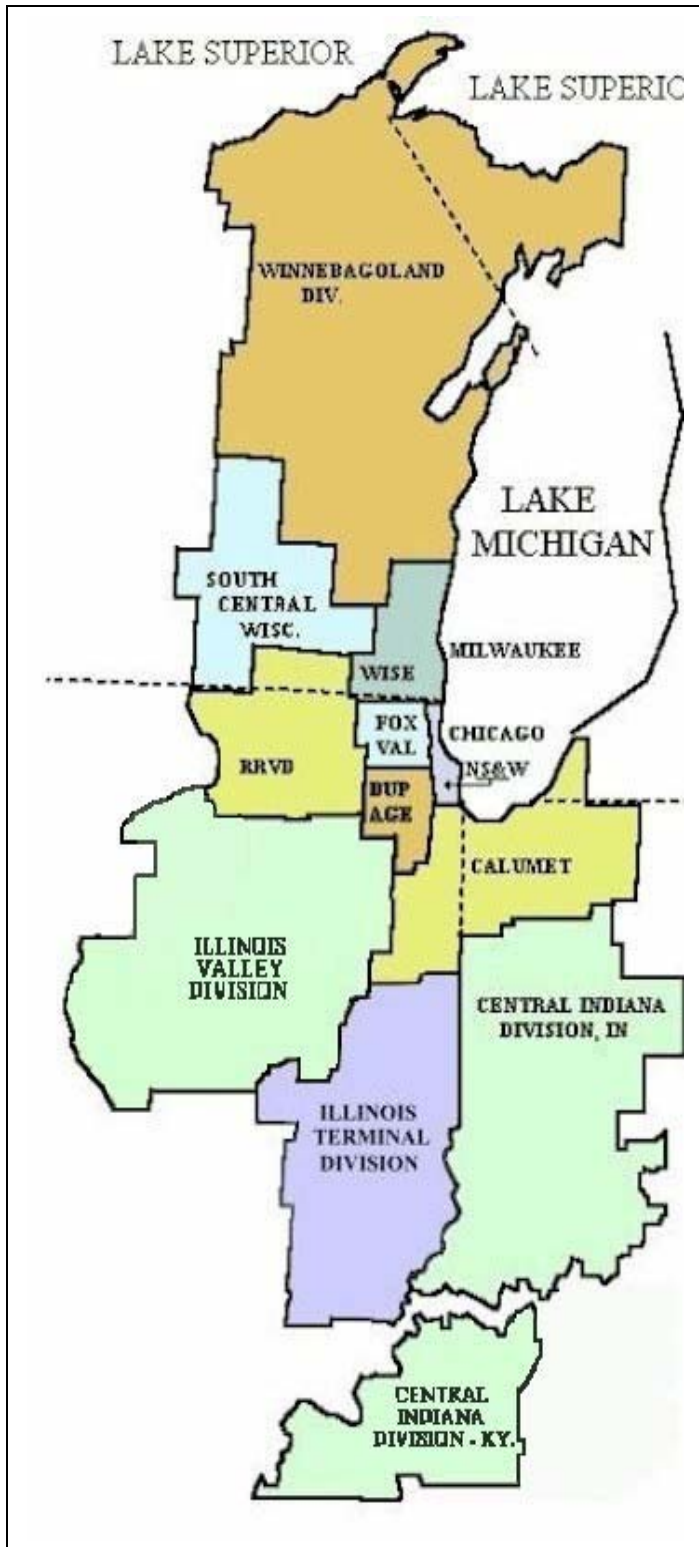 LAKE SUPERIOR
LAKE SUPERIO
WINNEBAGOLAND
DIV.
LAKE
MICHIGAN
SOUTH
CENTRAL
WISC.
WISE
MILWAUKEE
FOX
VAL
CHICAGO
NS&W
RRVD
DUP
AGE
CALUMET
ILLINOIS
VALLEY
DIVISION
CENTRAL INDIANA
DIVISION, IN
ILLINOIS
TERMINAL
DIVISION
CENTRAL
INDIANA
DIVISION - KY.